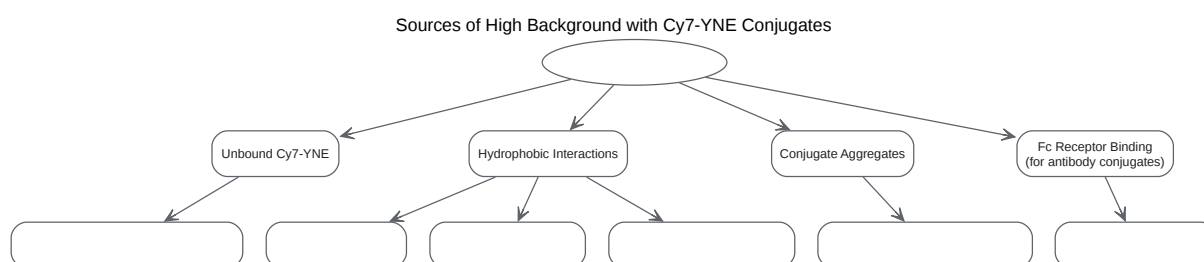 Sources of High Background with Cy7-YNE Conjugates
Unbound Cy7-YNE
Hydrophobic Interactions
Conjugate Aggregates
Fc Receptor Binding
(for antibody conjugates)